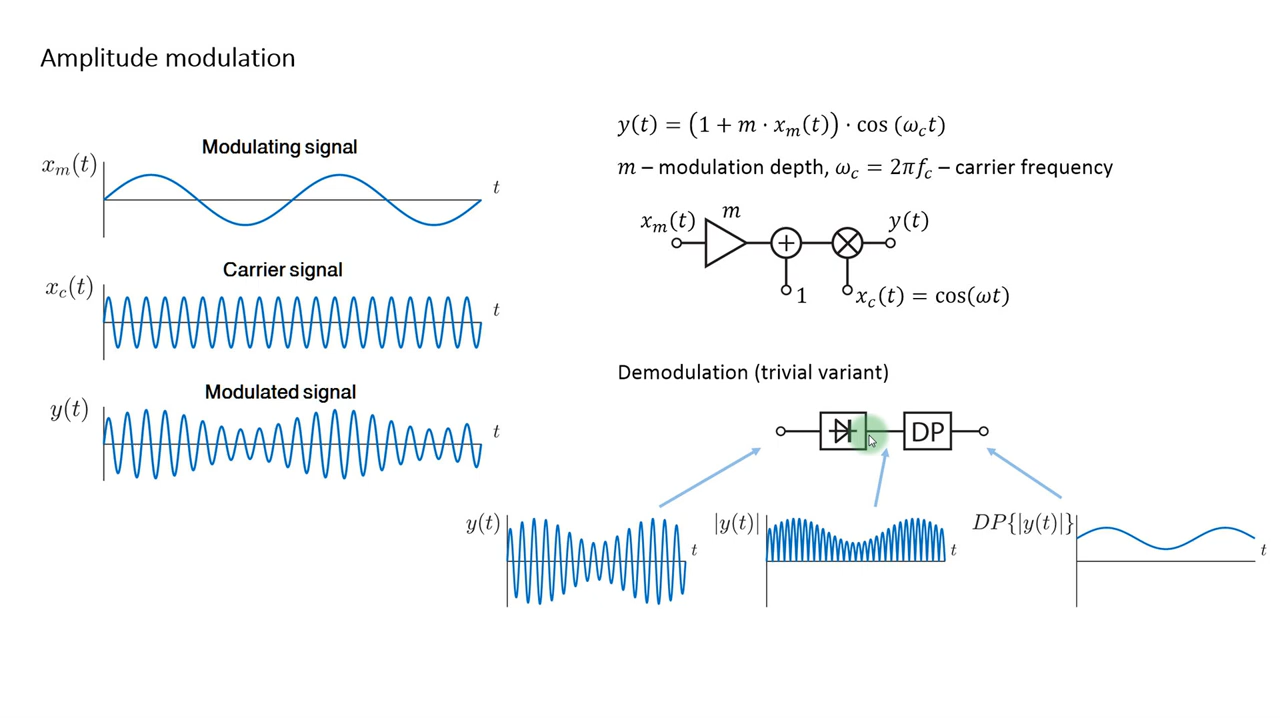 Amplitude modulation
Modulating signal
x_m(t)
t
Carrier signal
x_c(t)
t
Modulated signal
y(t)
t
y(t) = (1 + m · x_m(t)) · cos (ω_c t)
m – modulation depth, ω_c = 2πf_c – carrier frequency
x_m(t)
m
y(t)
+
1
x_c(t) = cos(ωt)
Demodulation (trivial variant)
DP
y(t)
t
|y(t)|
t
DP{|y(t)|}
t